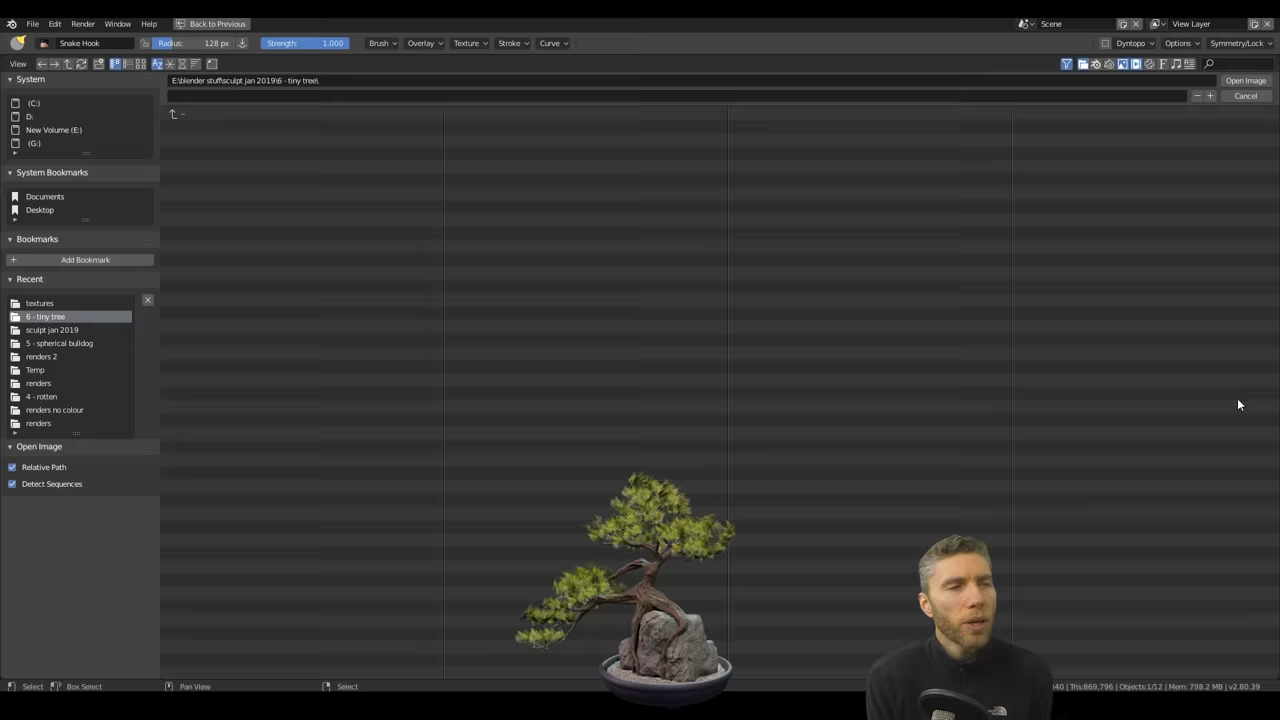 File Edit Render Window Help Back to Previous Scene View Layer
Snake Hook Radius: 128 px Strength: 1.000 Brush Overlay Texture Stroke Curve Dyntopo Options Symmetry/Lock
View
System
E:\blender stuff\sculpt jan 2019\6 - tiny tree\ Open Image
Cancel
(C:)
D:
New Volume (E:)
(G:)
System Bookmarks
Documents
Desktop
Bookmarks
Add Bookmark
Recent
textures
6 - tiny tree
sculpt jan 2019
5 - spherical bulldog
renders 2
Temp
renders
4 - rotten
renders no colour
renders
Open Image
Relative Path
Detect Sequences
Select Box Select Pan View Select Tris:869,796 | Objects:1/12 | Mem: 798.2 MB | v2.80.39